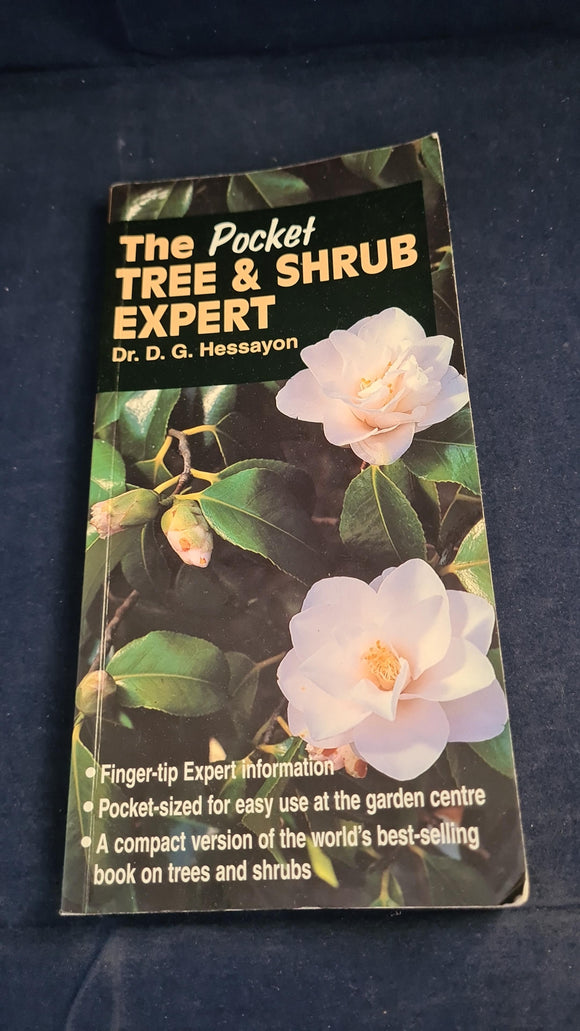 The Pocket
TREE & SHRUB
EXPERT
Dr. D. G. Hessayon
• Finger-tip Expert information
• Pocket-sized for easy use at the garden centre
• A compact version of the world's best-selling
book on trees and shrubs